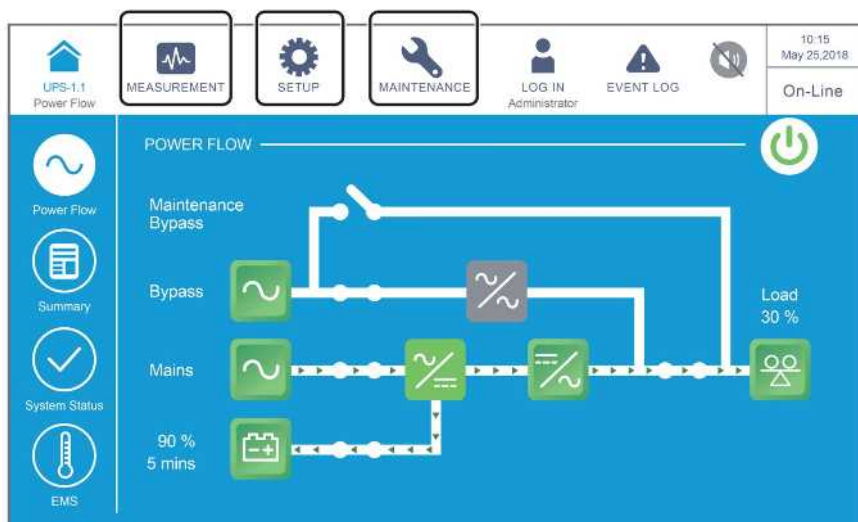 UPS-1.1
Power Flow
MEASUREMENT
SETUP
MAINTENANCE
LOG IN
Administrator
EVENT LOG
10:15
May 25,2018
On-Line
Power Flow
Summary
System Status
EMS
POWER FLOW
Maintenance
Bypass
Bypass
Load
30 %
Mains
90 %
5 mins